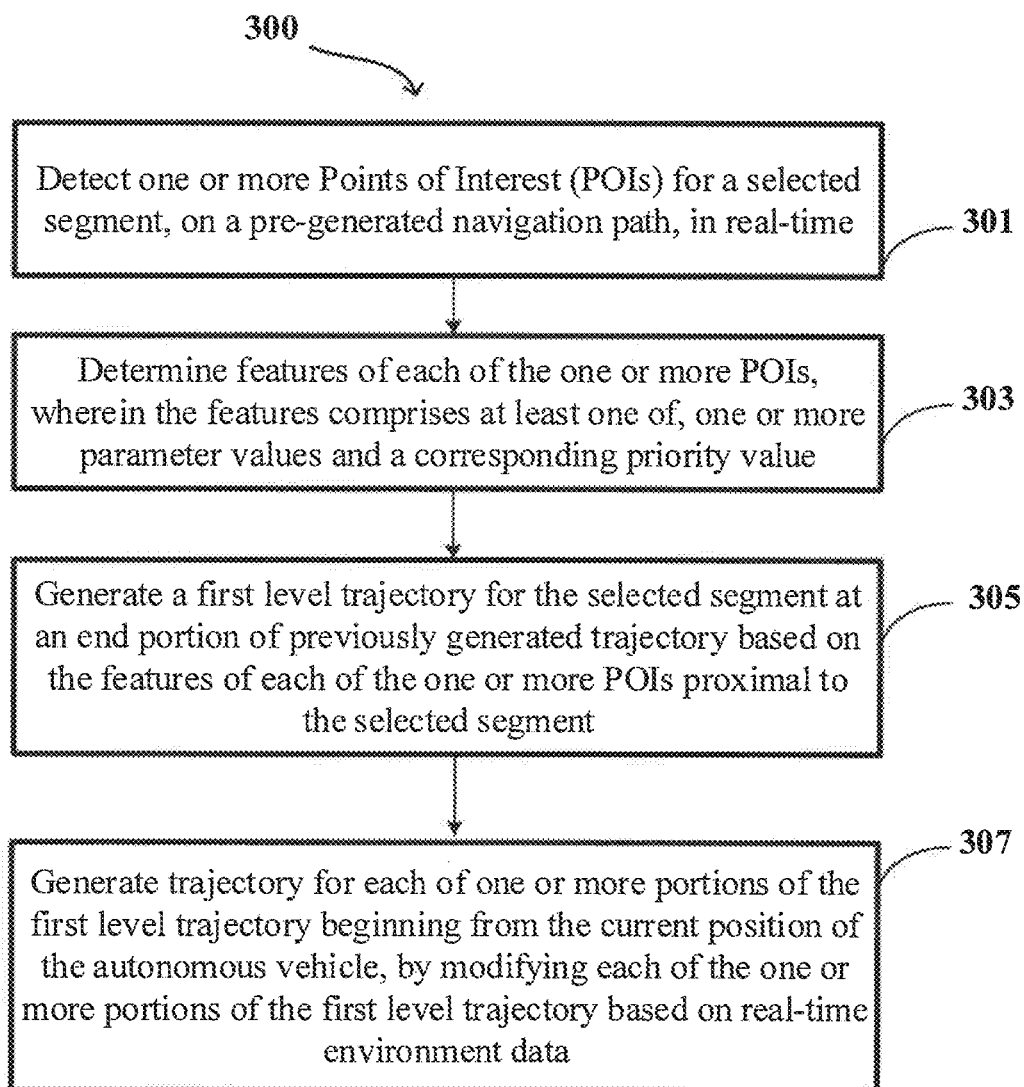 300
Detect one or more Points of Interest (POIs) for a selected
segment, on a pre-generated navigation path, in real-time
301
Determine features of each of the one or more POIs,
wherein the features comprises at least one of, one or more
parameter values and a corresponding priority value
303
Generate a first level trajectory for the selected segment at
an end portion of previously generated trajectory based on
the features of each of the one or more POIs proximal to
the selected segment
305
Generate trajectory for each of one or more portions of the
first level trajectory beginning from the current position of
the autonomous vehicle, by modifying each of the one or
more portions of the first level trajectory based on real-time
environment data
307